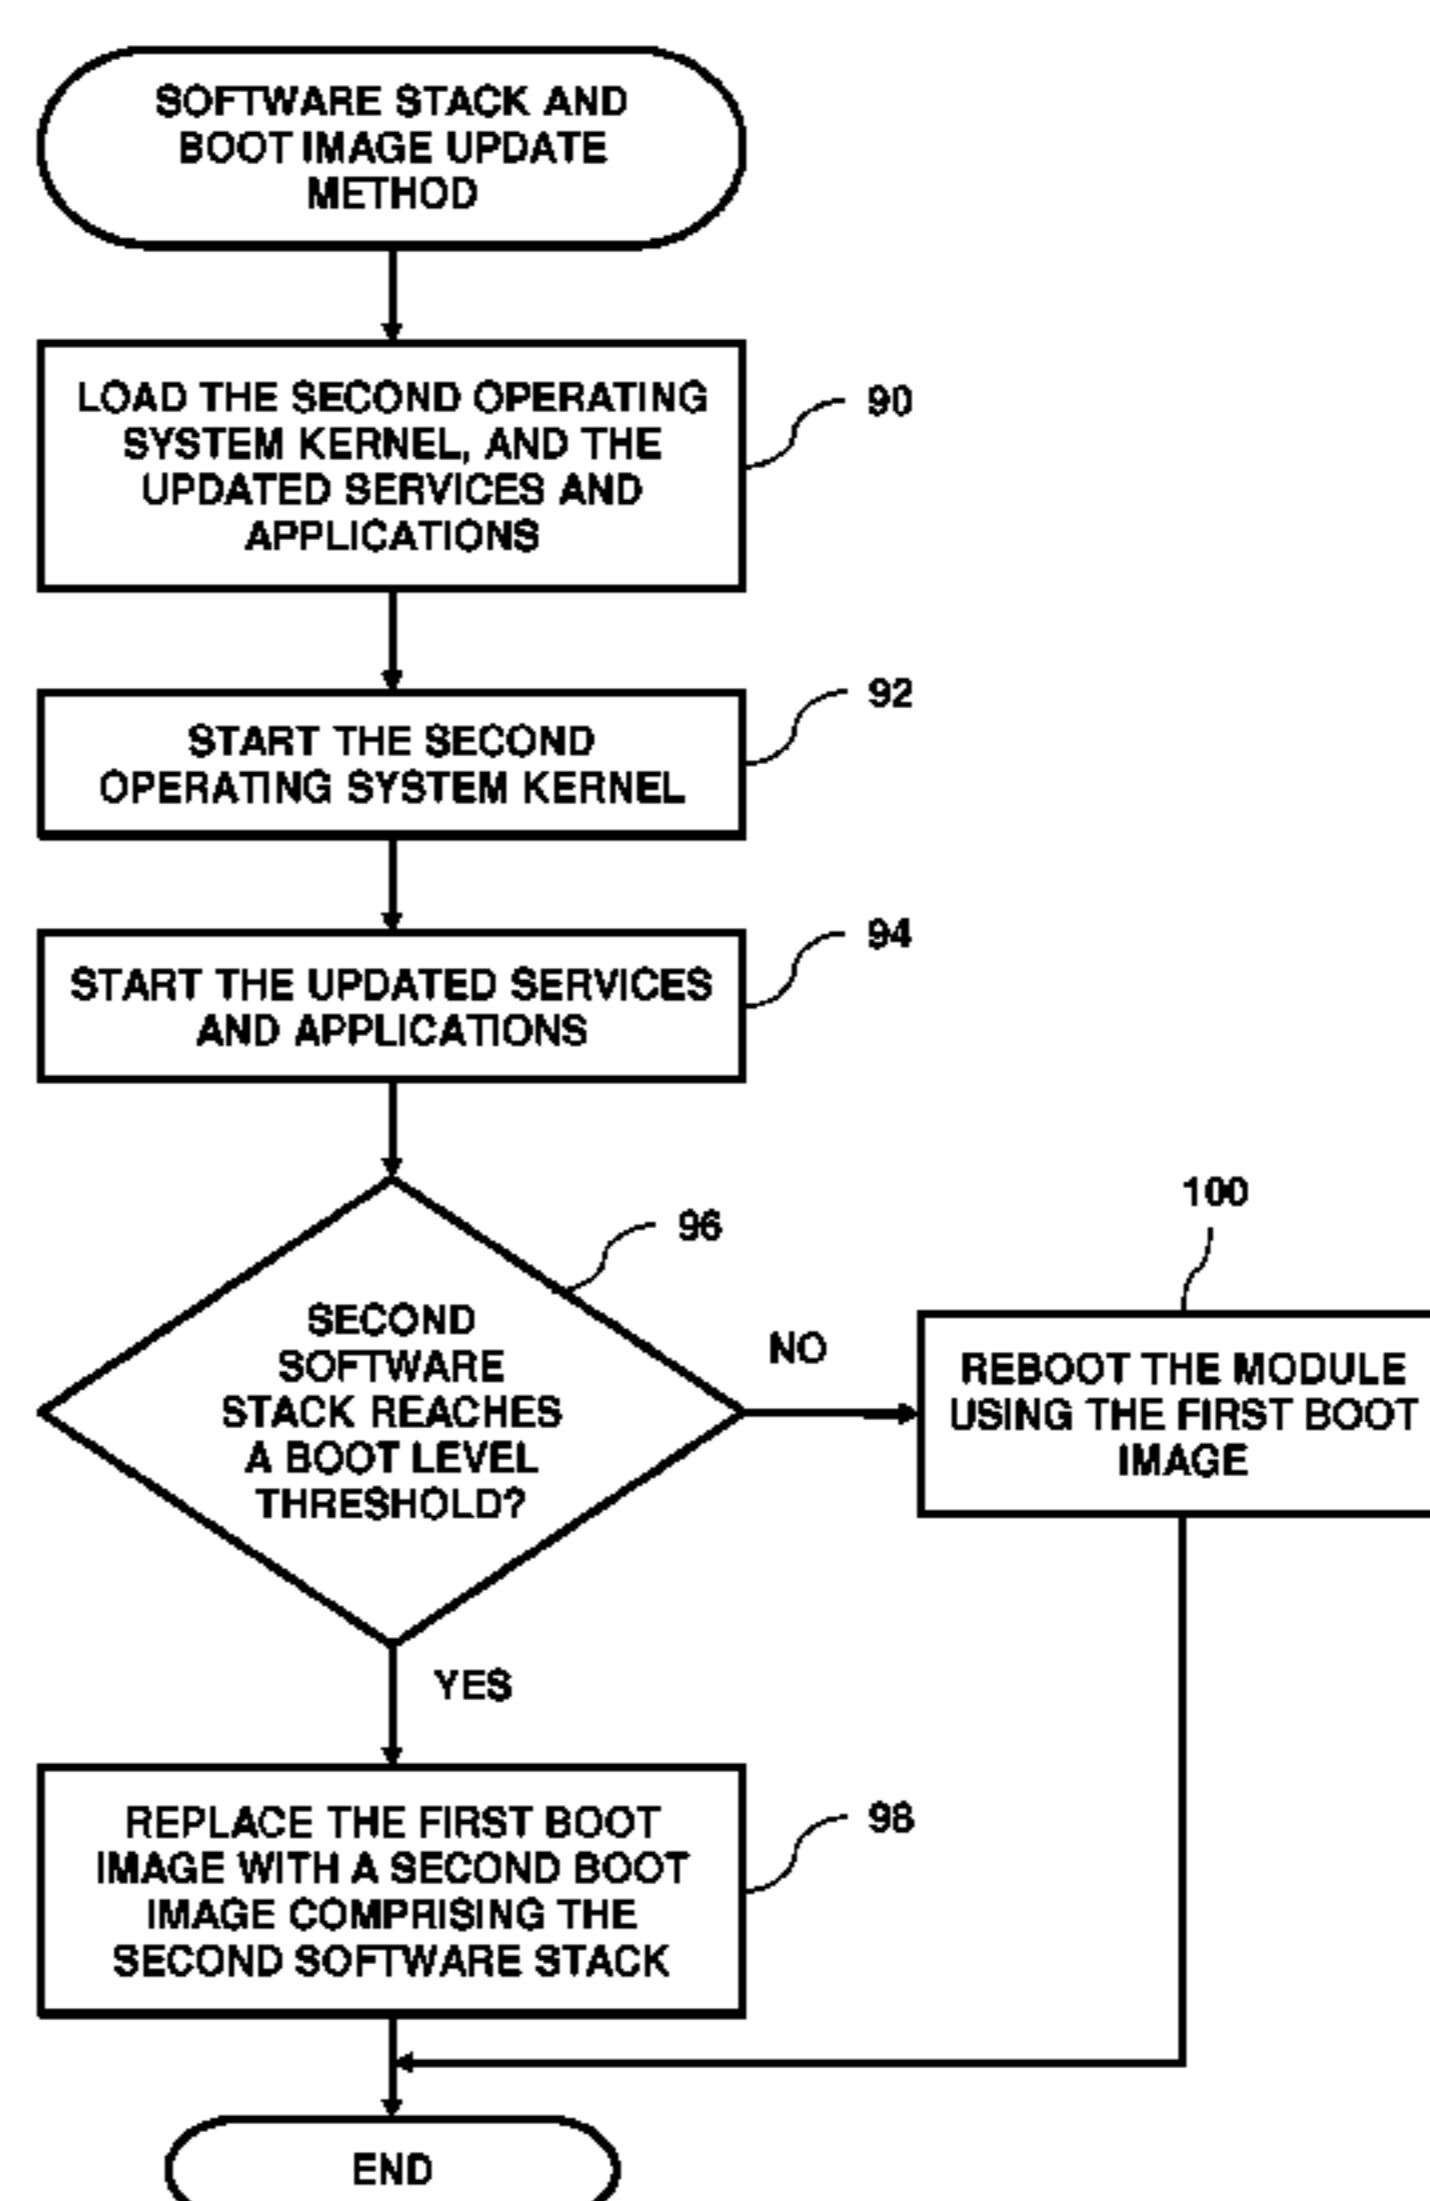 SOFTWARE STACK AND
BOOT IMAGE UPDATE
METHOD
LOAD THE SECOND OPERATING
SYSTEM KERNEL, AND THE
UPDATED SERVICES AND
APPLICATIONS
90
START THE SECOND
OPERATING SYSTEM KERNEL
92
START THE UPDATED SERVICES
AND APPLICATIONS
94
SECOND
SOFTWARE
STACK REACHES
A BOOT LEVEL
THRESHOLD?
96
NO
100
REBOOT THE MODULE
USING THE FIRST BOOT
IMAGE
YES
REPLACE THE FIRST BOOT
IMAGE WITH A SECOND BOOT
IMAGE COMPRISING THE
SECOND SOFTWARE STACK
98
END